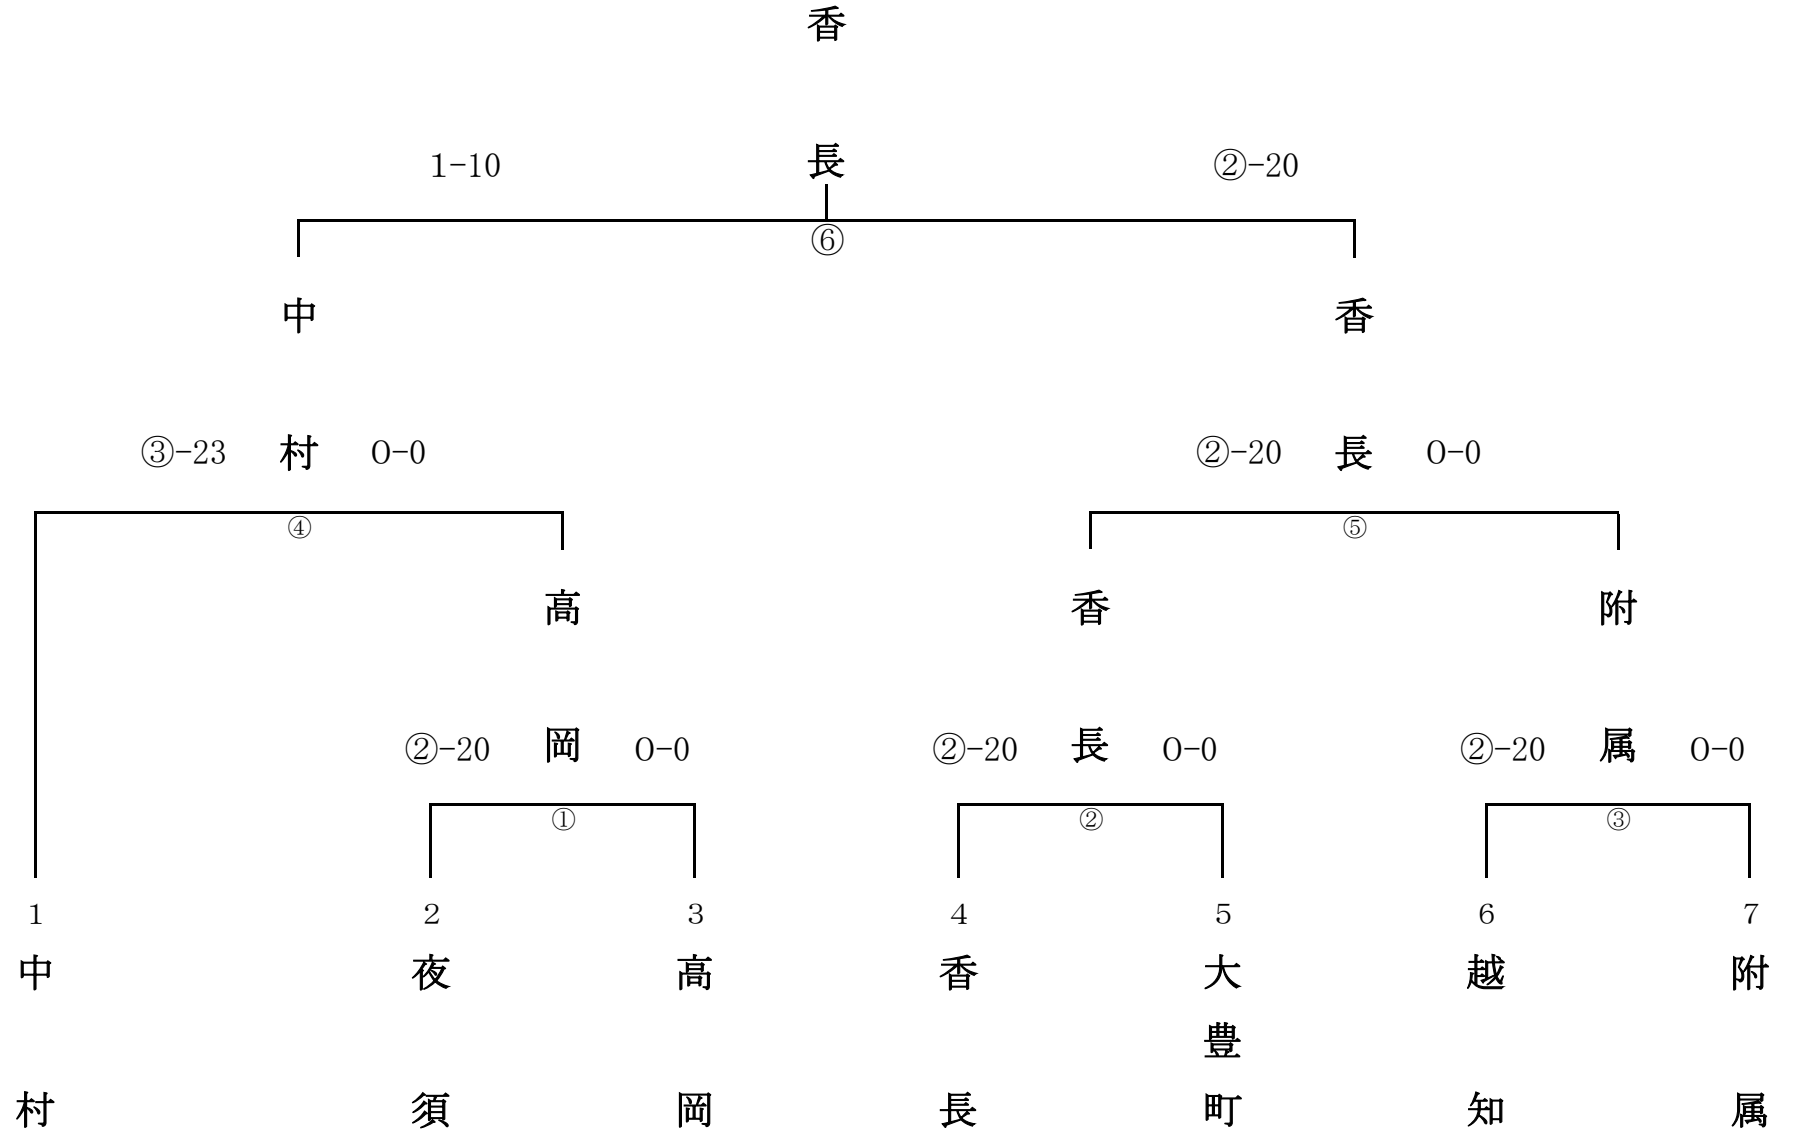 香長
1-10 ②-20
⑥
中村 香長
③-23 0-0 ②-20 0-0
④ ⑤
高岡 香長 附属
②-20 0-0 ②-20 0-0 ②-20 0-0
① ② ③
1 2 3 4 5 6 7
中村
夜須
高岡
香長
大豊町
越知
附属